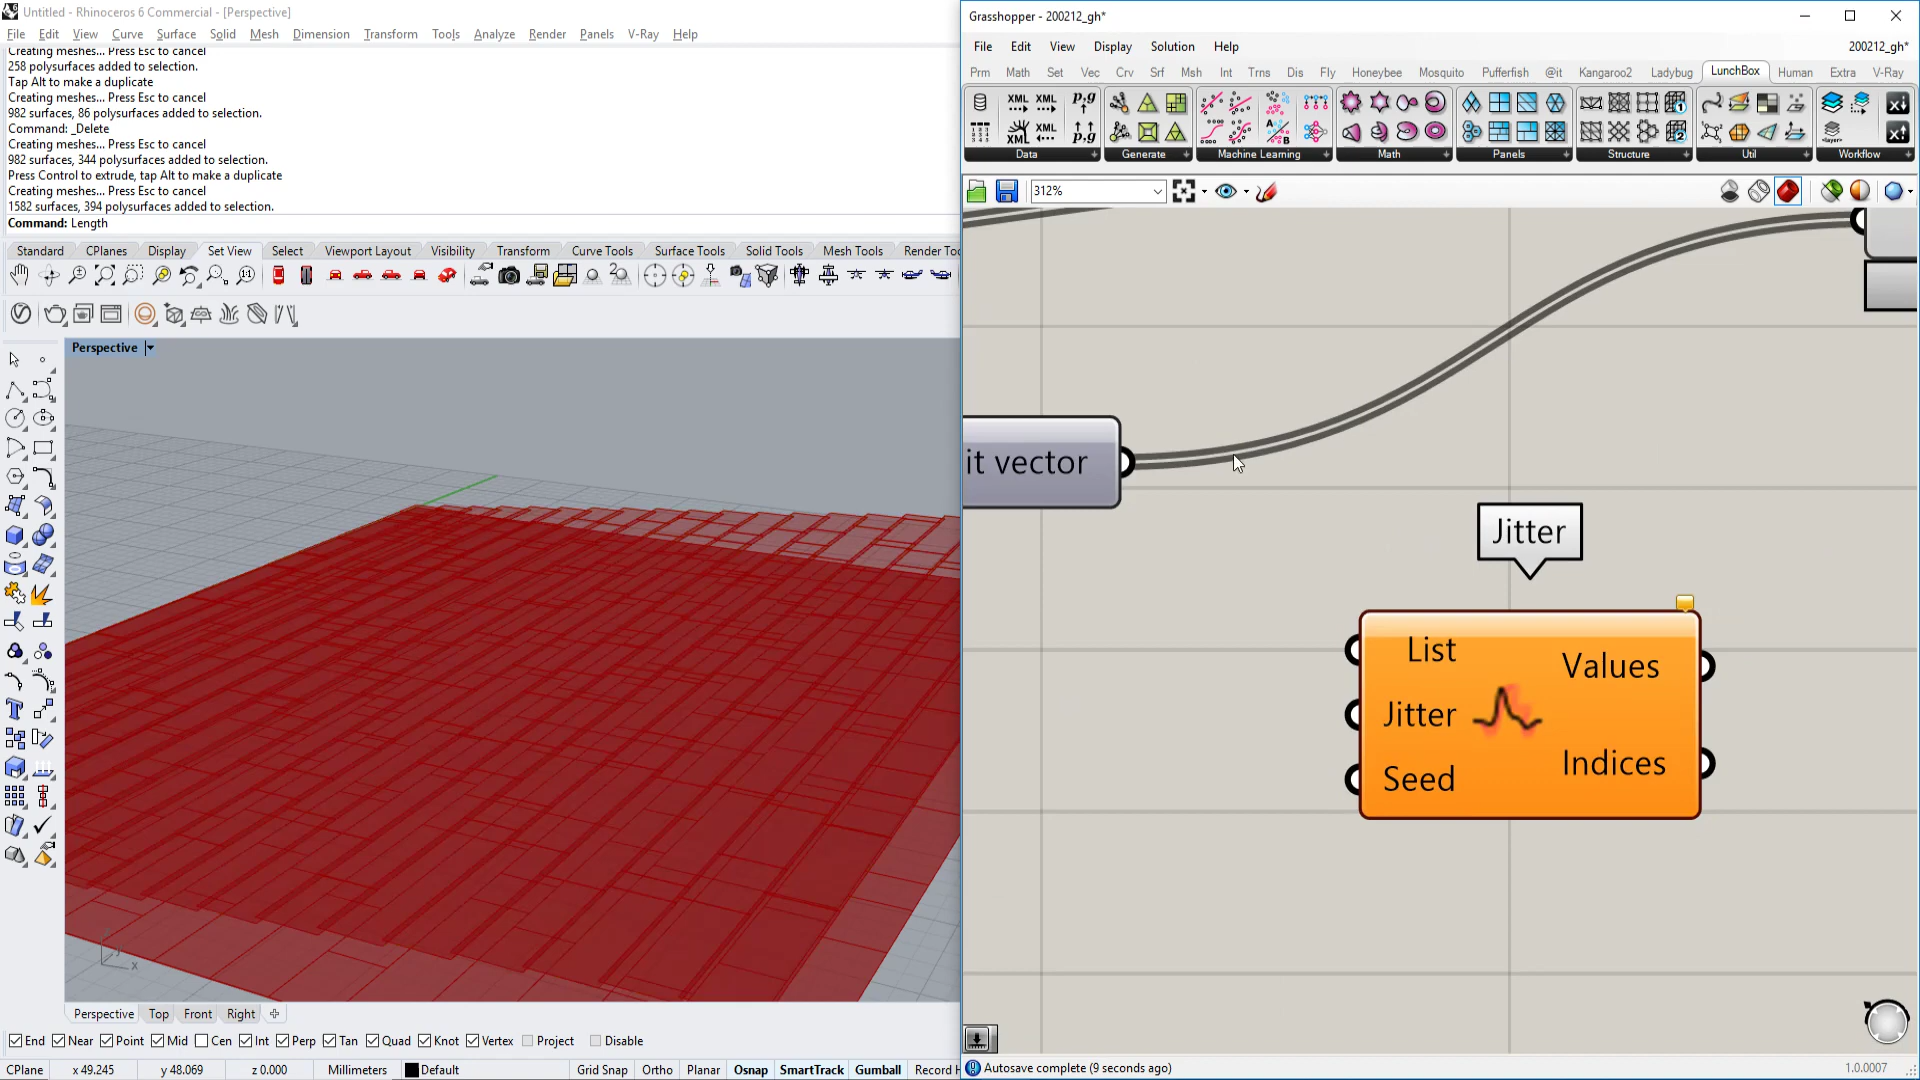 Untitled - Rhinoceros 6 Commercial - [Perspective]
File Edit View Curve Surface Solid Mesh Dimension Transform Tools Analyze Render Panels V-Ray Help
Creating meshes... Press Esc to cancel
258 polysurfaces added to selection.
Tap Alt to make a duplicate
Creating meshes... Press Esc to cancel
982 surfaces, 86 polysurfaces added to selection.
Command: _Delete
Creating meshes... Press Esc to cancel
982 surfaces, 344 polysurfaces added to selection.
Press Control to extrude, tap Alt to make a duplicate
Creating meshes... Press Esc to cancel
1582 surfaces, 394 polysurfaces added to selection.
Command: Length
Standard CPlanes Display Set View Select Viewport Layout Visibility Transform Curve Tools Surface Tools Solid Tools Mesh Tools Render Too
Perspective
x
Perspective Top Front Right
End Near Point Mid Cen Int Perp Tan Quad Knot Vertex Project Disable
CPlane x 49.245 y 48.069 z 0.000 Millimeters Default Grid Snap Ortho Planar Osnap SmartTrack Gumball Record H
Grasshopper - 200212_gh*
File Edit View Display Solution Help 200212_gh*
Prm Math Set Vec Crv Srf Msh Int Trns Dis Fly Honeybee Mosquito Pufferfish @it Kangaroo2 Ladybug LunchBox Human Extra V-Ray
XML XML p,g
XML p,g
Data Generate Machine Learning Math Panels Structure Util Workflow
312%
it vector
Jitter
List
Jitter
Seed
Values
Indices
Autosave complete (9 seconds ago) 1.0.0007